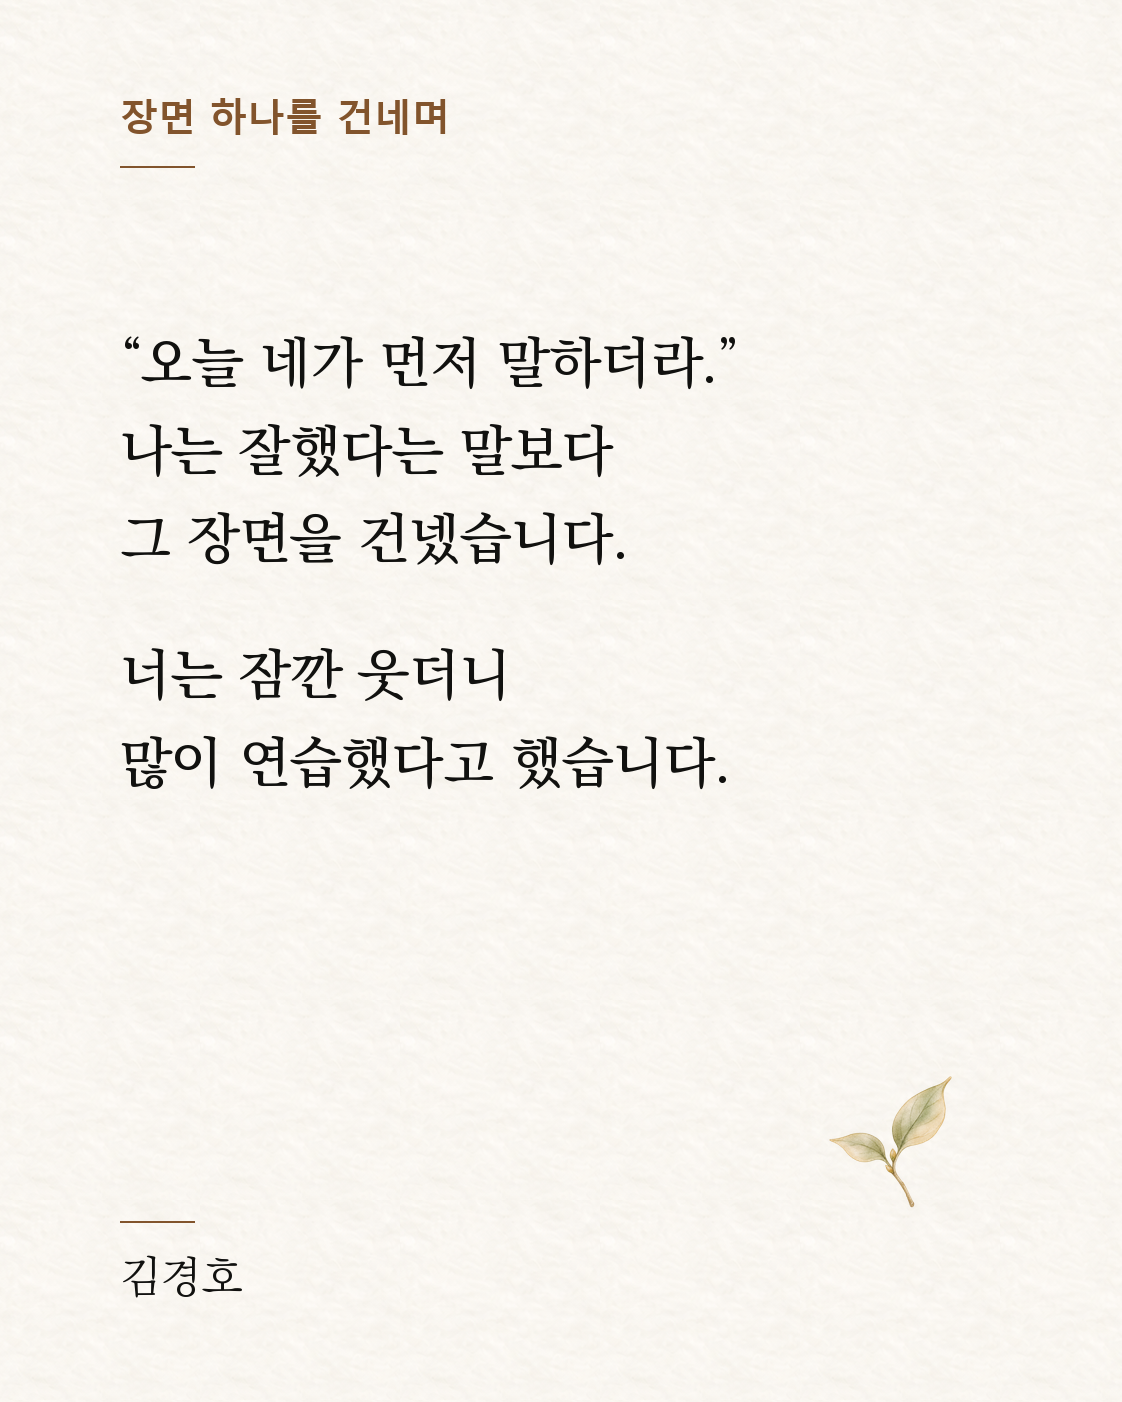 장면 하나를 건네며
“오늘 네가 먼저 말하더라.”
나는 잘했다는 말보다
그 장면을 건넸습니다.
너는 잠깐 웃더니
많이 연습했다고 했습니다.
김경호